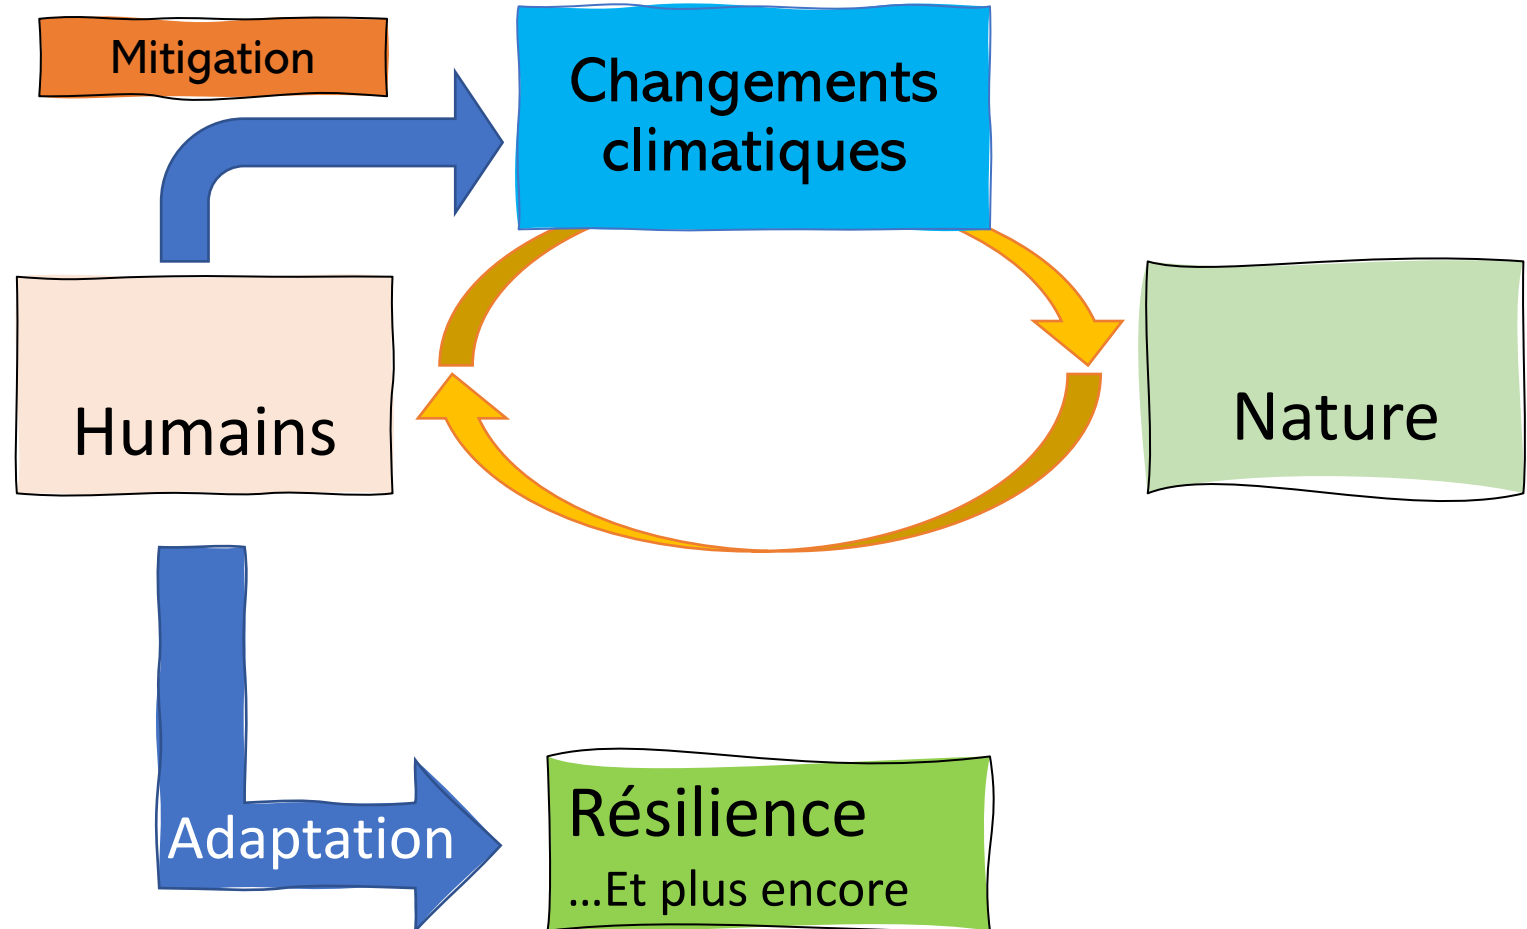 Mitigation
Changements
climatiques
Humains
Nature
Adaptation
Résilience
...Et plus encore